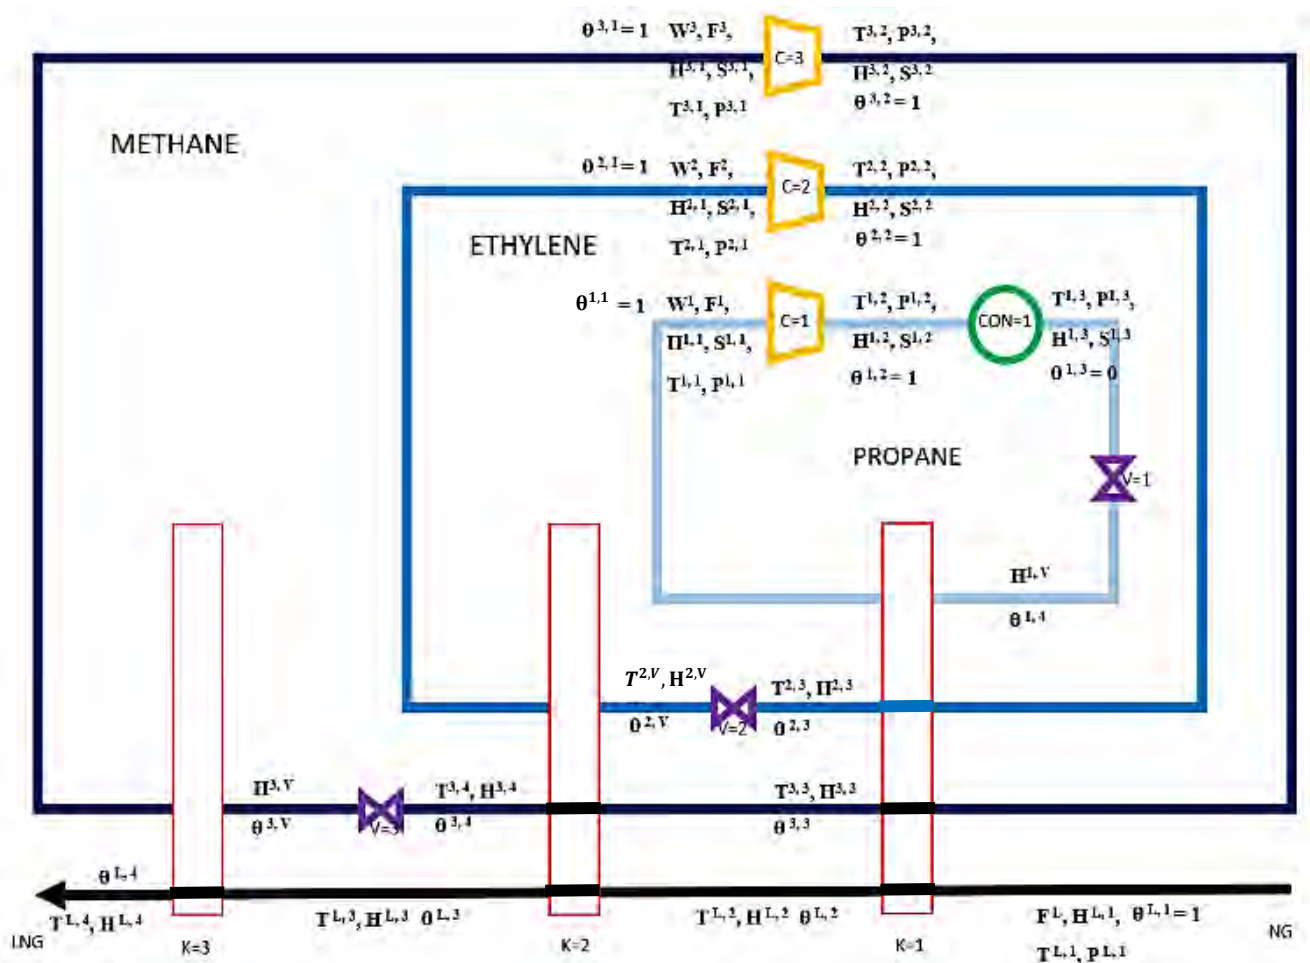 θ³,¹ = 1 W³, F³,
T³,², P³,²,
C=3
H³,¹, S³,¹,
H³,², S³,²
T³,¹, P³,¹
θ³,² = 1
METHANE
θ²,¹ = 1 W², F²,
T²,², P²,²,
C=2
H²,¹, S²,¹,
H²,², S²,²
T²,¹, P²,¹
θ²,² = 1
ETHYLENE
θ¹,¹ = 1 W¹, F¹,
T¹,², P¹,²,
T¹,³, P¹,³,
C=1
CON=1
H¹,¹, S¹,¹,
H¹,², S¹,²
H¹,³, S¹,³
T¹,¹, P¹,¹
θ¹,² = 1
θ¹,³ = 0
PROPANE
V=1
H¹,ⱽ
θ¹,⁴
T²,ⱽ, H²,ⱽ
T²,³, H²,³
θ²,ⱽ
V=2
θ²,³
H³,ⱽ
T³,⁴, H³,⁴
T³,³, H³,³
θ³,ⱽ
V=3
θ³,⁴
θ³,³
θᴸ,⁴
Tᴸ,⁴, Hᴸ,⁴
Tᴸ,³, Hᴸ,³ θᴸ,³
Tᴸ,², Hᴸ,² θᴸ,²
Fᴸ, Hᴸ,¹, θᴸ,¹ = 1
LNG
K=3
K=2
K=1
Tᴸ,¹, Pᴸ,¹
NG